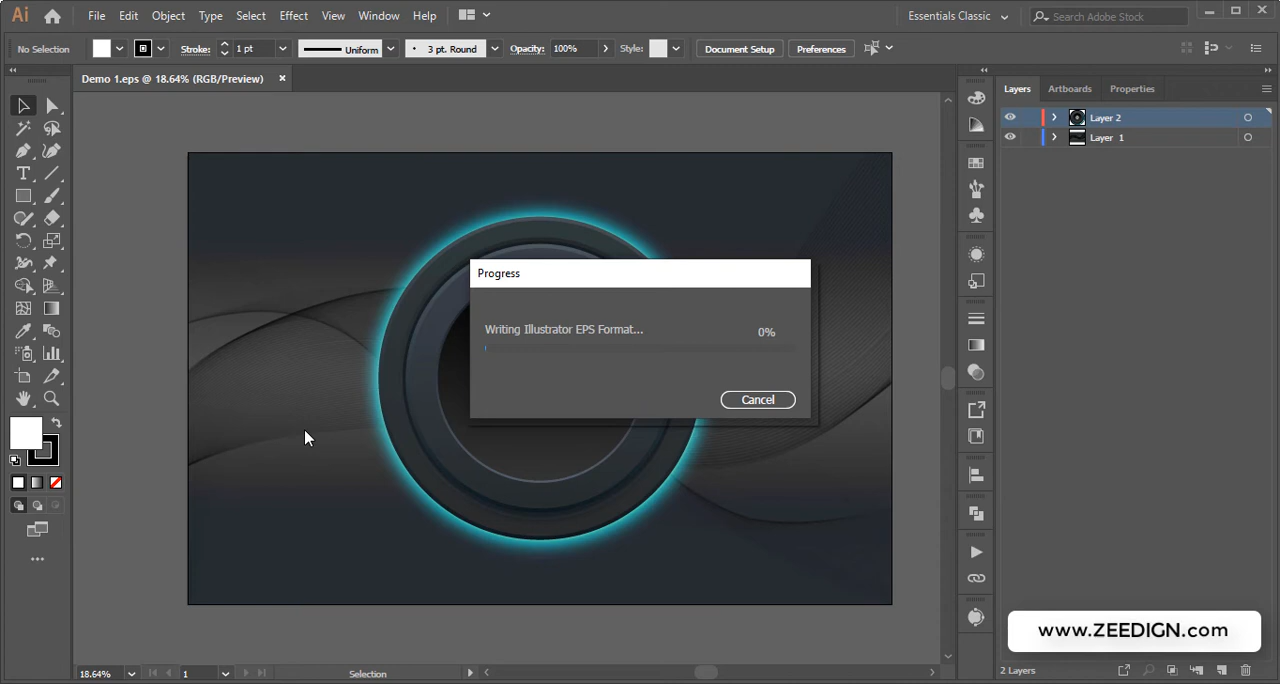 Ai File Edit Object Type Select Effect View Window Help Essentials Classic Search Adobe Stock
No Selection Stroke: 1 pt Uniform 3 pt. Round Opacity: 100% Style: Document Setup Preferences
Demo 1.eps @ 18.64% (RGB/Preview)
Layers Artboards Properties
Layer 2
Layer 1
Progress
Writing Illustrator EPS Format... 0%
Cancel
www.ZEEDIGN.com
18.64% 1 Selection 2 Layers